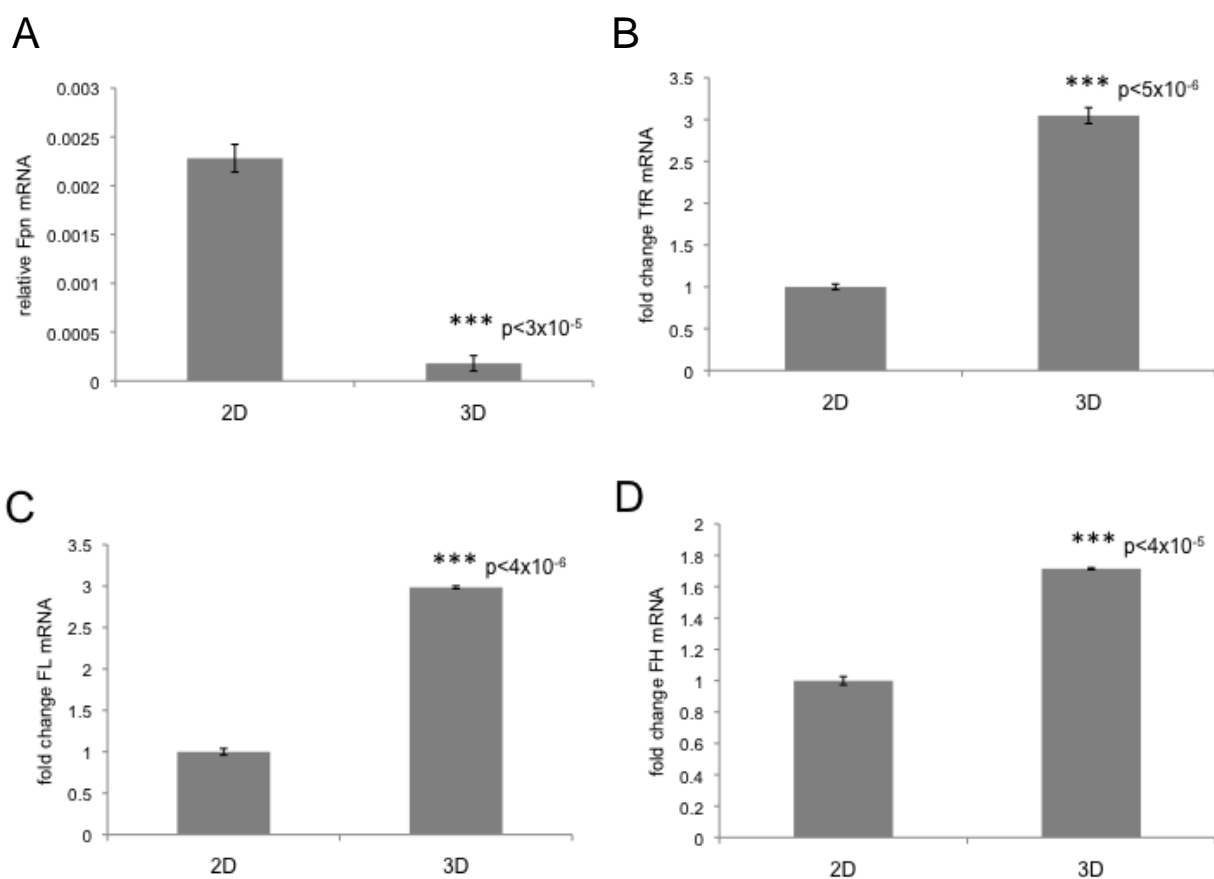 A
relative Fpn mRNA
0.003
0.0025
0.002
0.0015
0.001
0.0005
0
*** p<3x10⁻⁵
2D
3D
B
fold change TfR mRNA
3.5
3
2.5
2
1.5
1
0.5
0
*** p<5x10⁻⁶
2D
3D
C
fold change FL mRNA
3.5
3
2.5
2
1.5
1
0.5
0
*** p<4x10⁻⁶
2D
3D
D
fold change FH mRNA
2
1.8
1.6
1.4
1.2
1
0.8
0.6
0.4
0.2
0
*** p<4x10⁻⁵
2D
3D